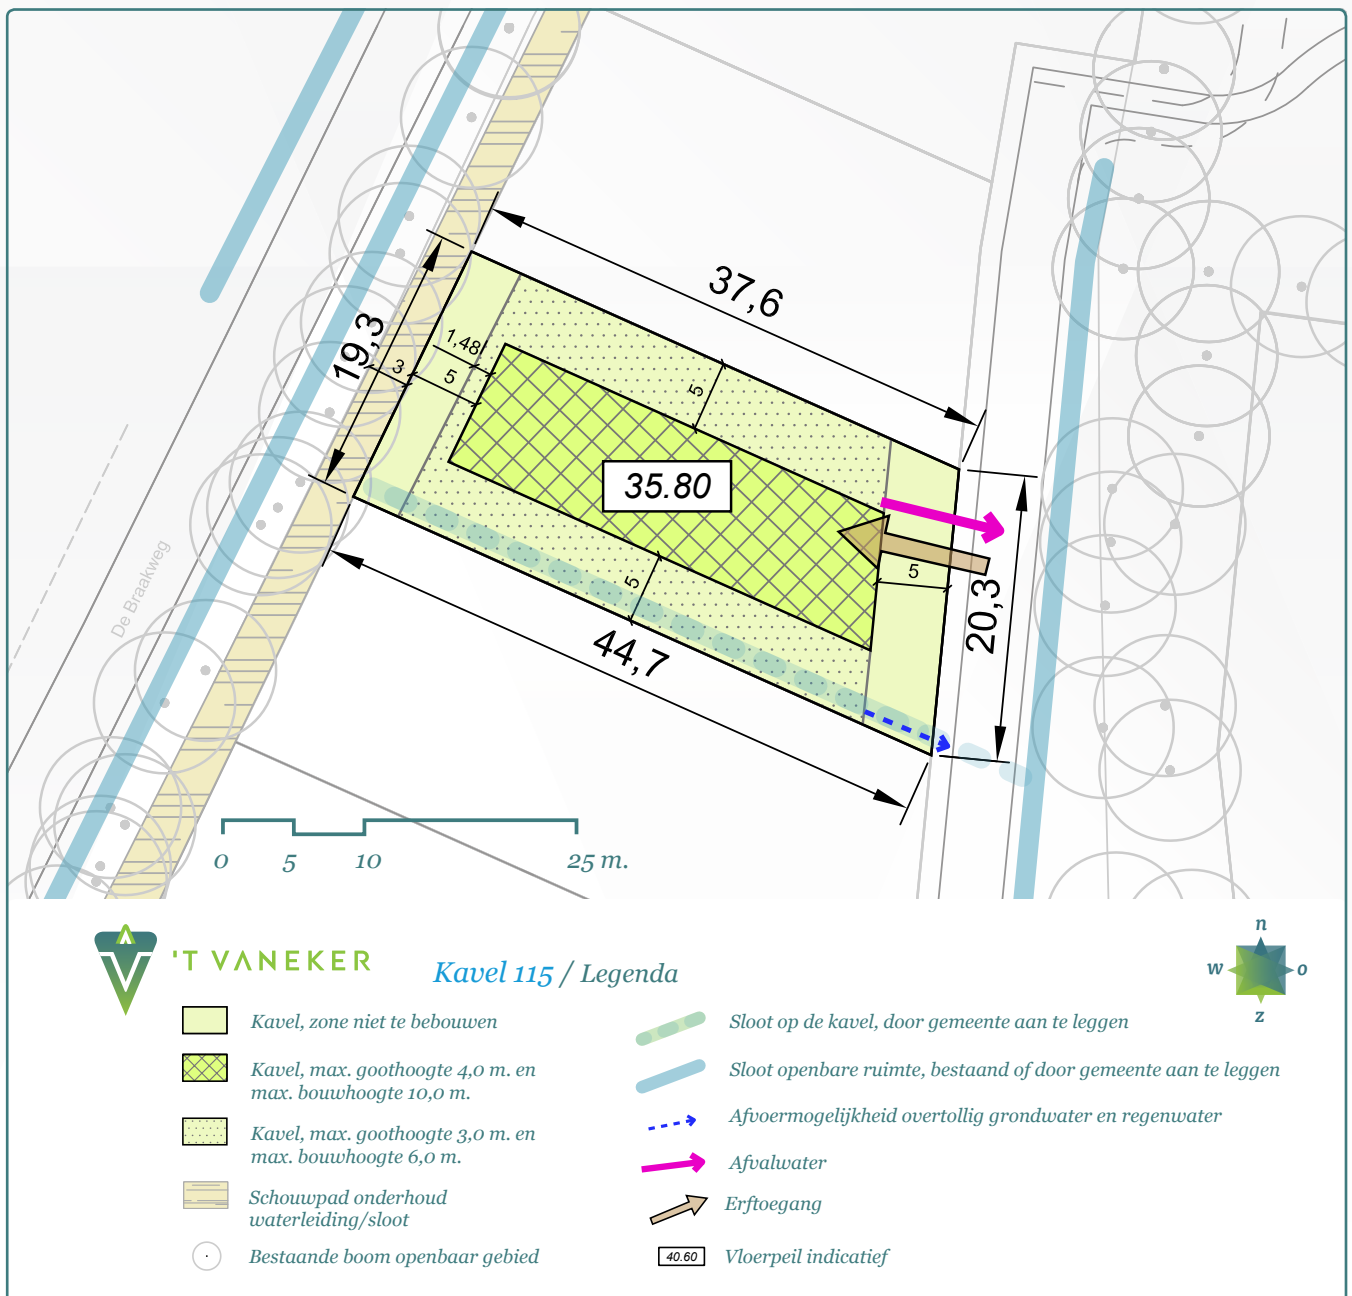 37,6
19,3
1,48
3
5
5
35.80
5
5
20,3
44,7
De Braakweg
0 5 10 25 m.
'T VANEKER
Kavel 115 / Legenda
n
w o
z
Kavel, zone niet te bebouwen
Kavel, max. goothoogte 4,0 m. en
max. bouwhoogte 10,0 m.
Kavel, max. goothoogte 3,0 m. en
max. bouwhoogte 6,0 m.
Schouwpad onderhoud
waterleiding/sloot
Bestaande boom openbaar gebied
Sloot op de kavel, door gemeente aan te leggen
Sloot openbare ruimte, bestaand of door gemeente aan te leggen
Afvoermogelijkheid overtollig grondwater en regenwater
Afvalwater
Erftoegang
40.60 Vloerpeil indicatief